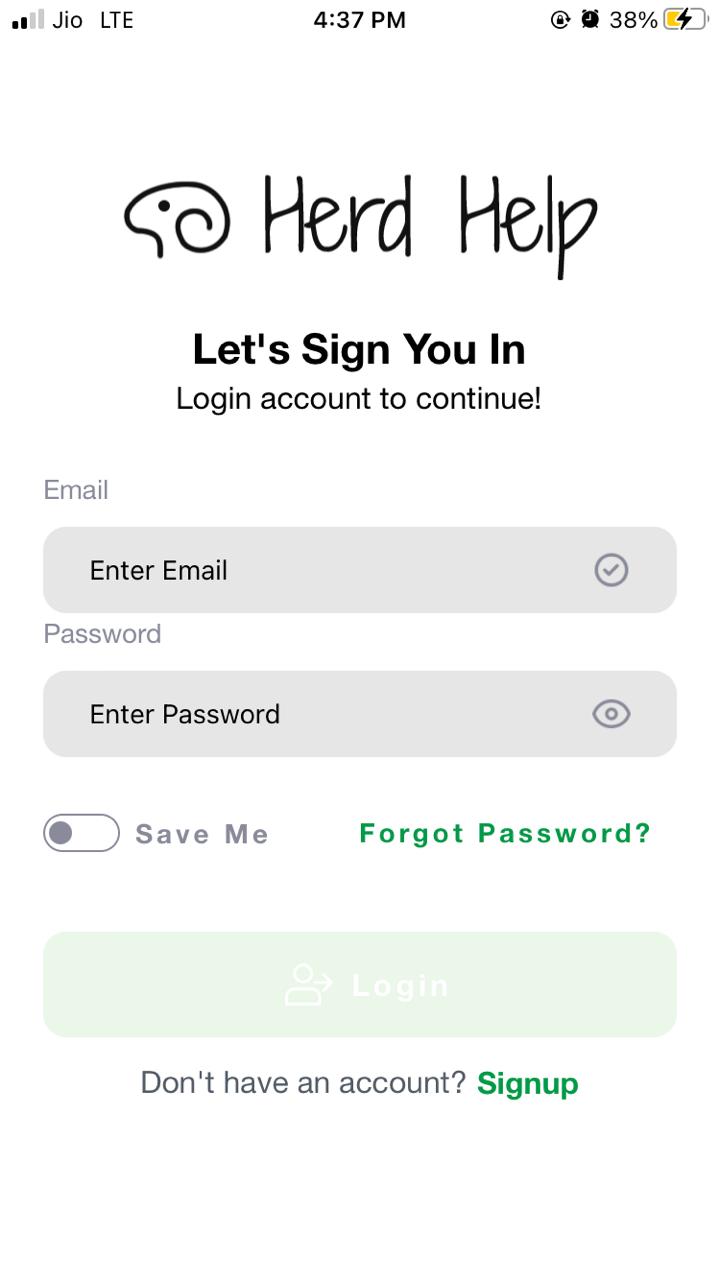 Jio LTE 4:37 PM 38%
Herd Help
Let's Sign You In
Login account to continue!
Email
Enter Email
Password
Enter Password
Save Me Forgot Password?
Login
Don't have an account? Signup